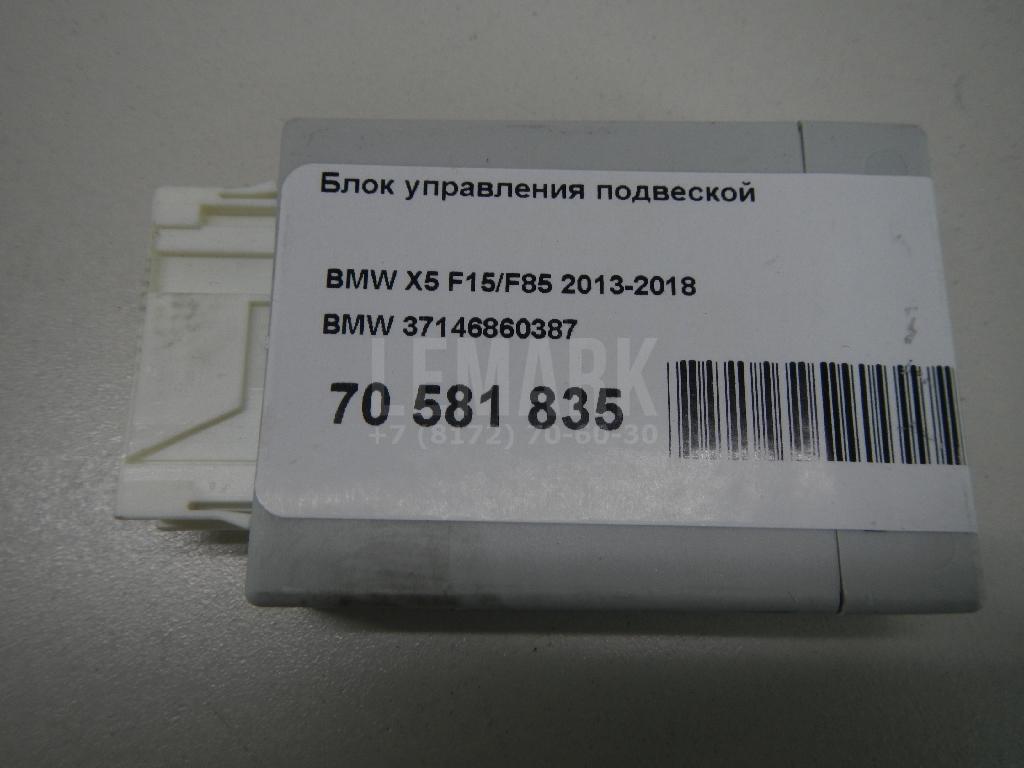 Блок управления подвеской
BMW X5 F15/F85 2013-2018
BMW 37146860387
LEMARK
70 581 835
+7 (8172) 70-60-30